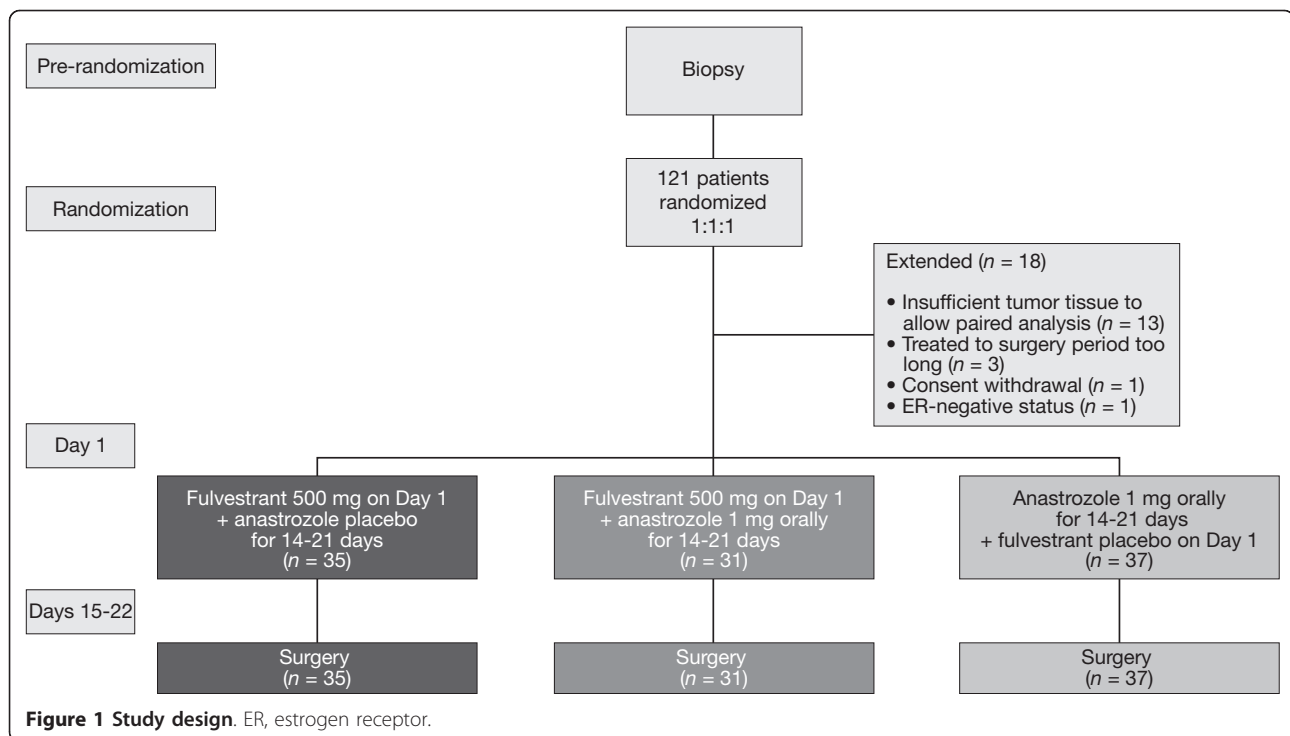 Pre-randomization
Biopsy
Randomization
121 patients
randomized
1:1:1
Extended (n = 18)
• Insufficient tumor tissue to
allow paired analysis (n = 13)
• Treated to surgery period too
long (n = 3)
• Consent withdrawal (n = 1)
• ER-negative status (n = 1)
Day 1
Fulvestrant 500 mg on Day 1
+ anastrozole placebo
for 14-21 days
(n = 35)
Fulvestrant 500 mg on Day 1
+ anastrozole 1 mg orally
for 14-21 days
(n = 31)
Anastrozole 1 mg orally
for 14-21 days
+ fulvestrant placebo on Day 1
(n = 37)
Days 15-22
Surgery
(n = 35)
Surgery
(n = 31)
Surgery
(n = 37)
Figure 1 Study design. ER, estrogen receptor.